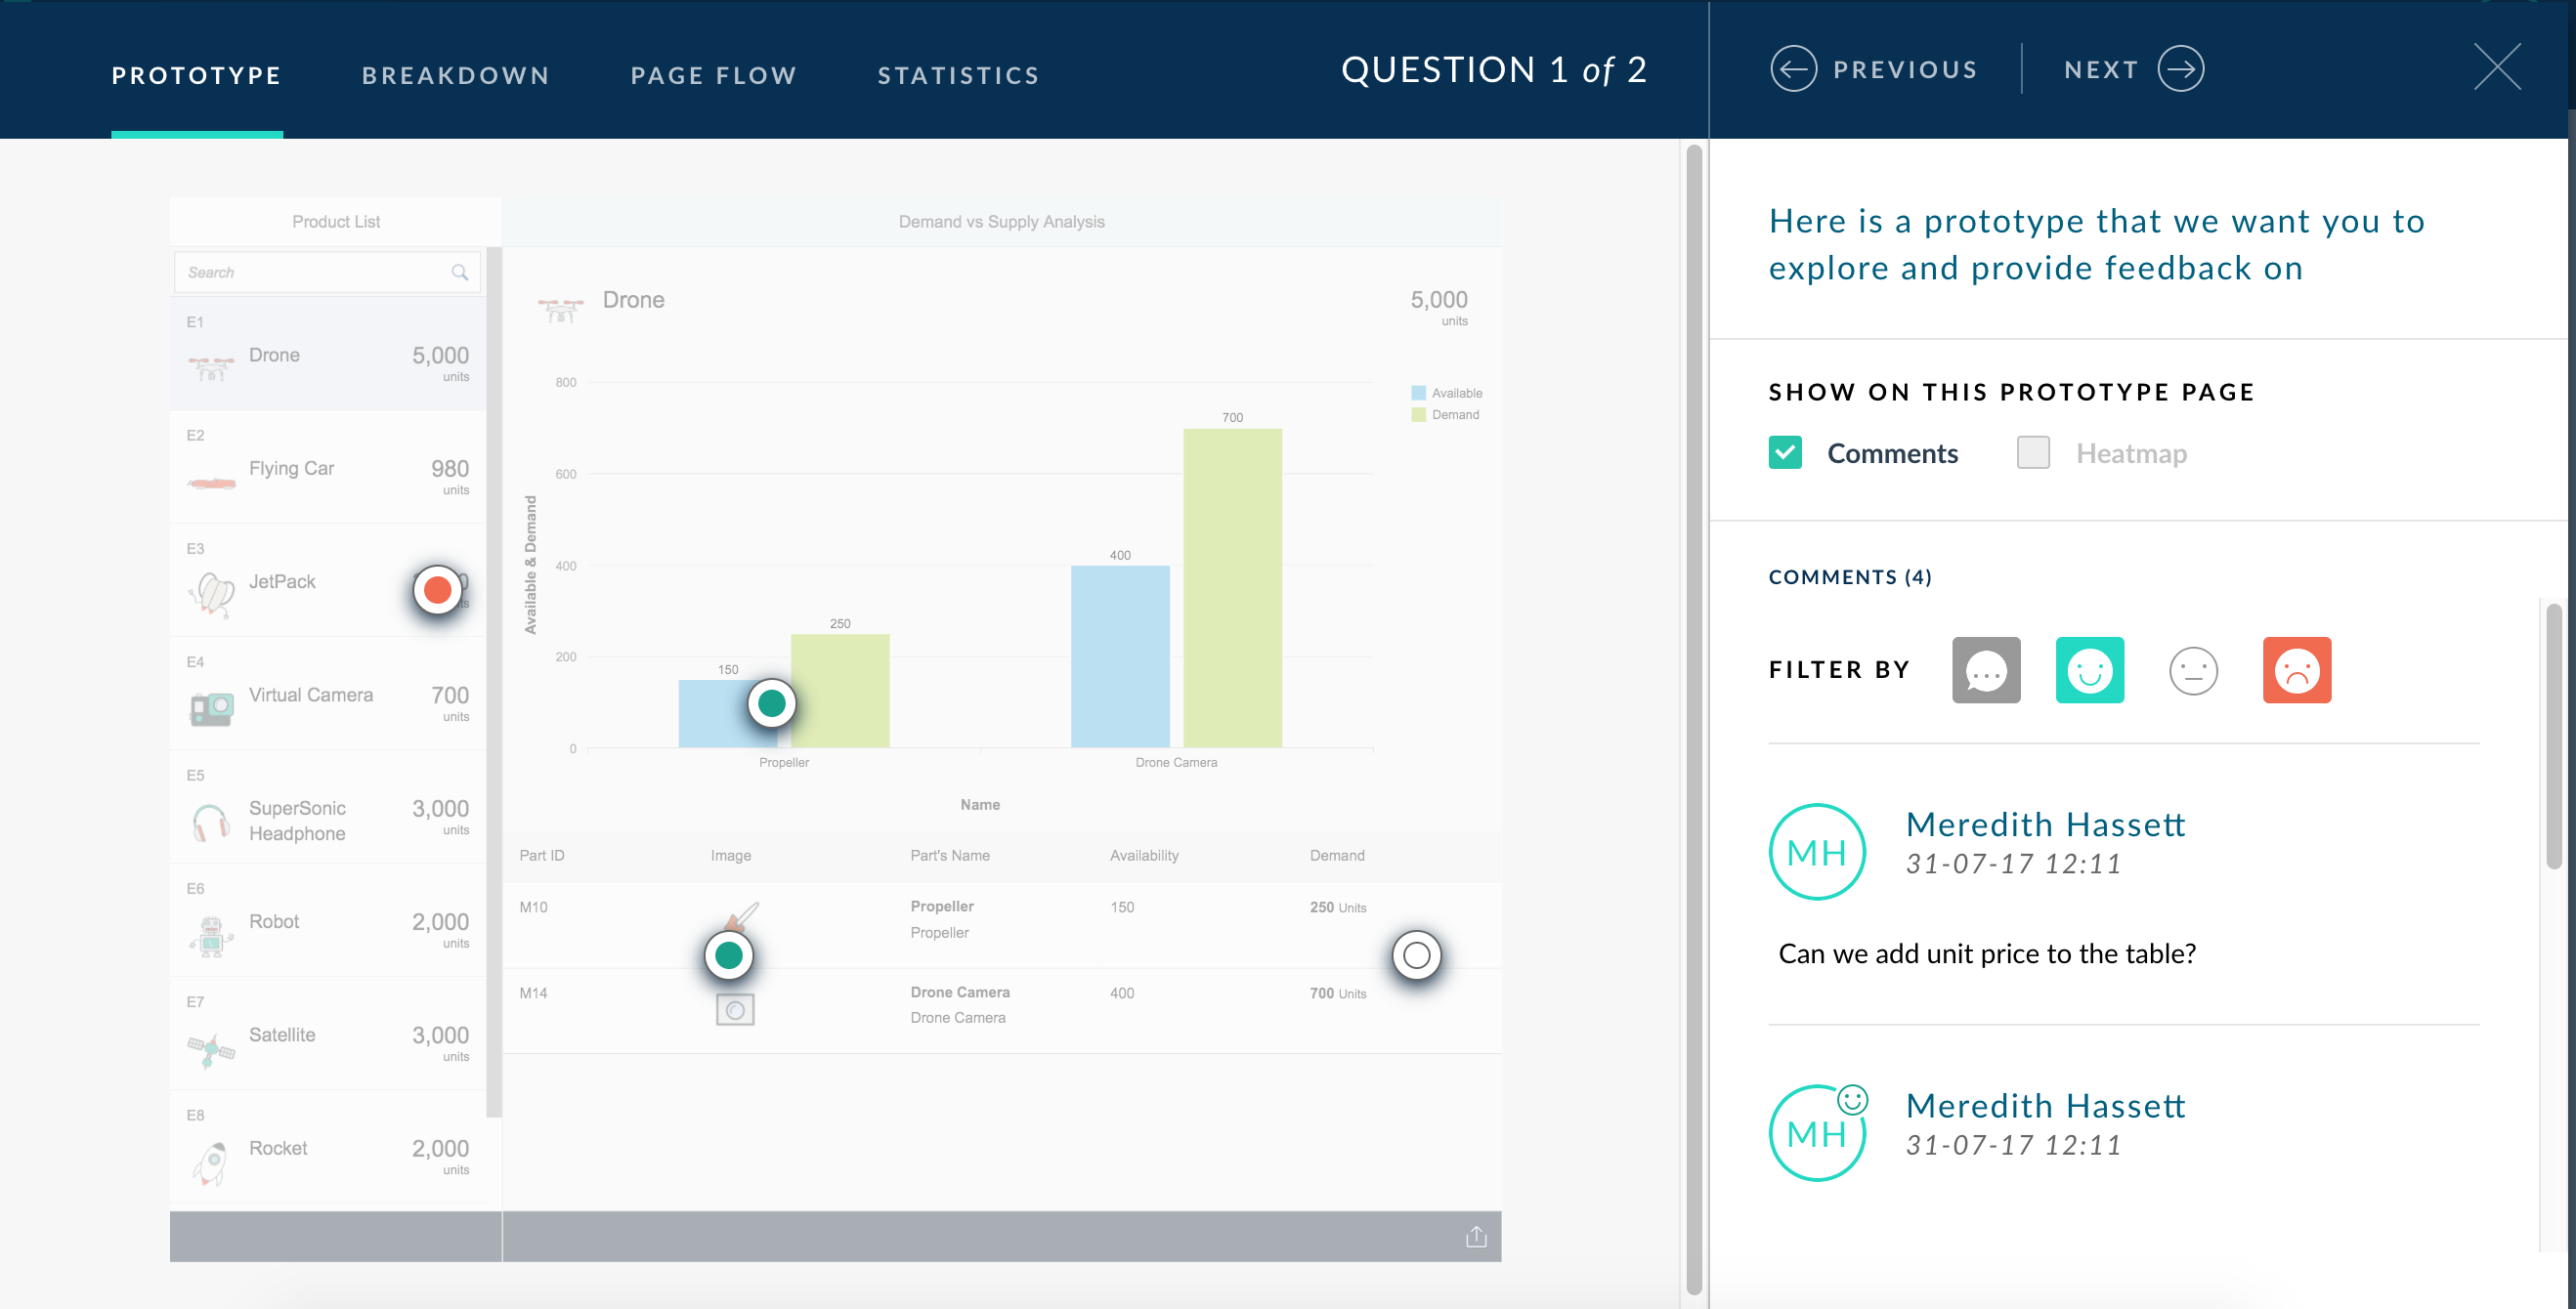 PROTOTYPE BREAKDOWN PAGE FLOW STATISTICS QUESTION 1 of 2 PREVIOUS NEXT
Product List
Search
E1
Drone 5,000
units
E2
Flying Car 980
units
E3
JetPack
E4
Virtual Camera 700
units
E5
SuperSonic 3,000
Headphone units
E6
Robot 2,000
units
E7
Satellite 3,000
units
E8
Rocket 2,000
units
Demand vs Supply Analysis
Drone 5,000
units
Available
Demand
Available & Demand
800
600
400
200
0
150
250
400
700
Propeller Drone Camera
Name
Part ID Image Part's Name Availability Demand
M10 Propeller 150 250 Units
Propeller
M14 Drone Camera 400 700 Units
Drone Camera
Here is a prototype that we want you to
explore and provide feedback on
SHOW ON THIS PROTOTYPE PAGE
Comments Heatmap
COMMENTS (4)
FILTER BY
MH Meredith Hassett
31-07-17 12:11
Can we add unit price to the table?
MH Meredith Hassett
31-07-17 12:11